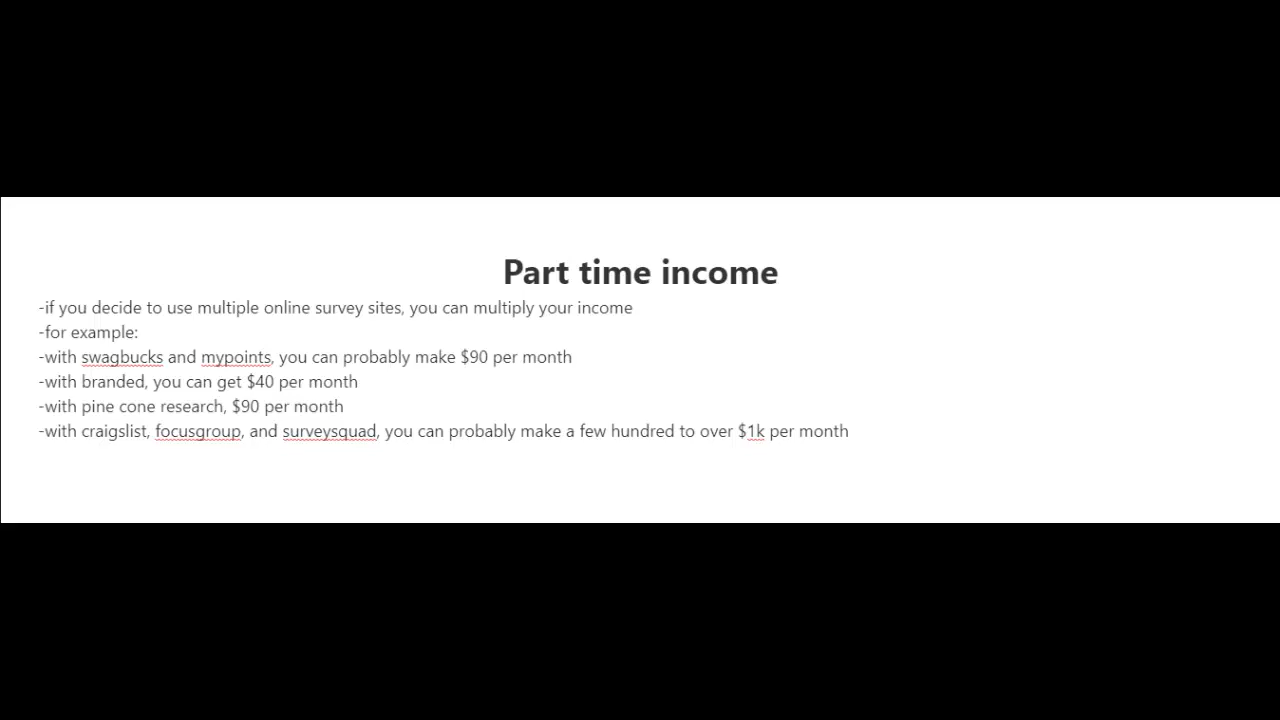 Part time income
-if you decide to use multiple online survey sites, you can multiply your income
-for example:
-with swagbucks and mypoints, you can probably make $90 per month
-with branded, you can get $40 per month
-with pine cone research, $90 per month
-with craigslist, focusgroup, and surveysquad, you can probably make a few hundred to over $1k per month